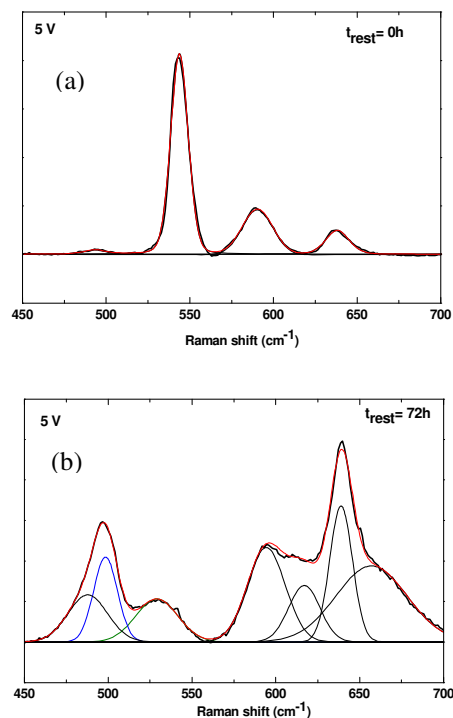 5 V
t_rest= 0h
(a)
450 500 550 600 650 700
Raman shift (cm⁻¹)
5 V
t_rest= 72h
(b)
450 500 550 600 650 700
Raman shift (cm⁻¹)